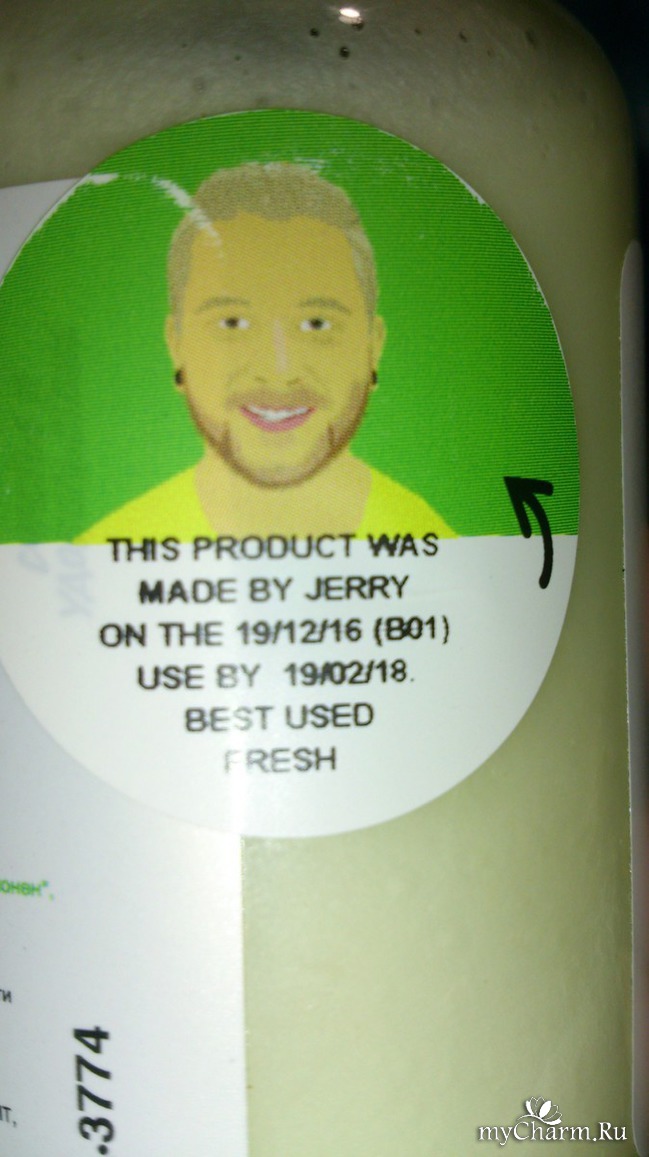 THIS PRODUCT WAS
MADE BY JERRY
ON THE 19/12/16 (B01)
USE BY 19/02/18.
BEST USED
FRESH
.3774
myCharm.Ru